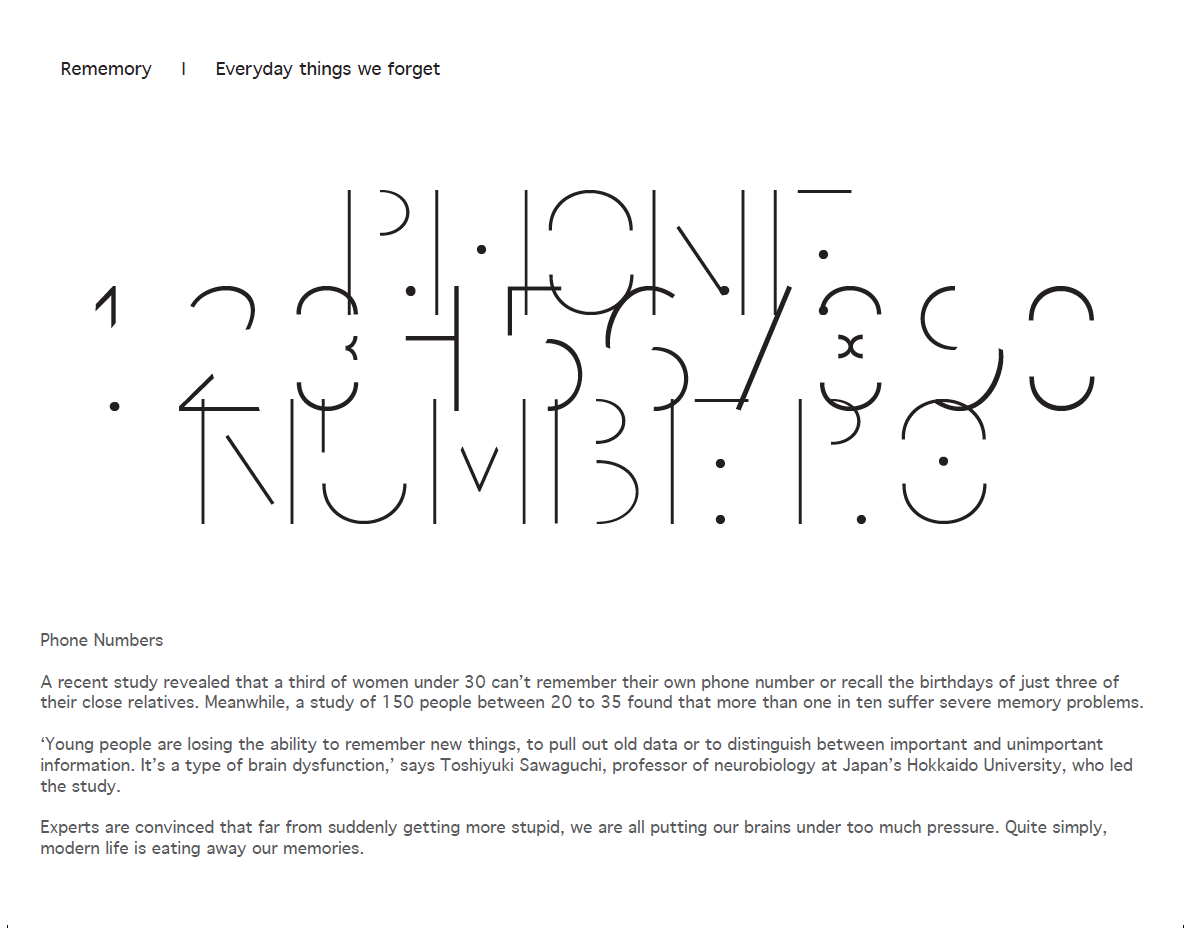 Rememory | Everyday things we forget
PHONE
1234567890
NUMBERS
Phone Numbers
A recent study revealed that a third of women under 30 can’t remember their own phone number or recall the birthdays of just three of
their close relatives. Meanwhile, a study of 150 people between 20 to 35 found that more than one in ten suffer severe memory problems.
‘Young people are losing the ability to remember new things, to pull out old data or to distinguish between important and unimportant
information. It’s a type of brain dysfunction,’ says Toshiyuki Sawaguchi, professor of neurobiology at Japan’s Hokkaido University, who led
the study.
Experts are convinced that far from suddenly getting more stupid, we are all putting our brains under too much pressure. Quite simply,
modern life is eating away our memories.